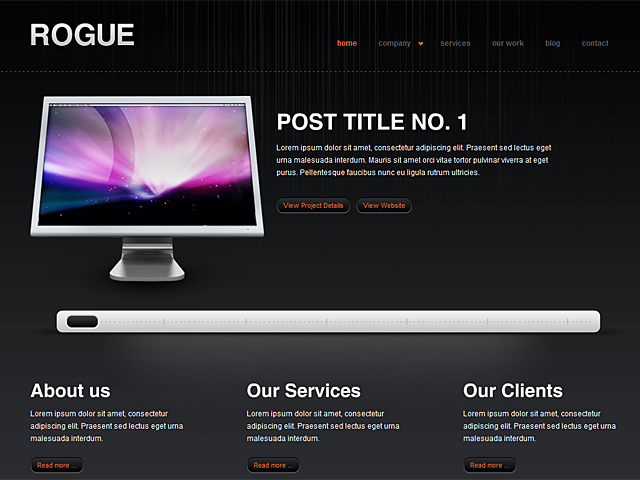 ROGUE
home company services our work blog contact
POST TITLE NO. 1
Lorem ipsum dolor sit amet, consectetur adipiscing elit. Praesent sed lectus eget
urna malesuada interdum. Mauris sit amet orci vitae tortor pulvinar viverra at eget
purus. Pellentesque faucibus nunc eu ligula rutrum ultricies.
View Project Details View Website
About us
Lorem ipsum dolor sit amet, consectetur
adipiscing elit. Praesent sed lectus eget urna
malesuada interdum.
Read more ...
Our Services
Lorem ipsum dolor sit amet, consectetur
adipiscing elit. Praesent sed lectus eget urna
malesuada interdum.
Read more ...
Our Clients
Lorem ipsum dolor sit amet, consectetur
adipiscing elit. Praesent sed lectus eget urna
malesuada interdum.
Read more ...